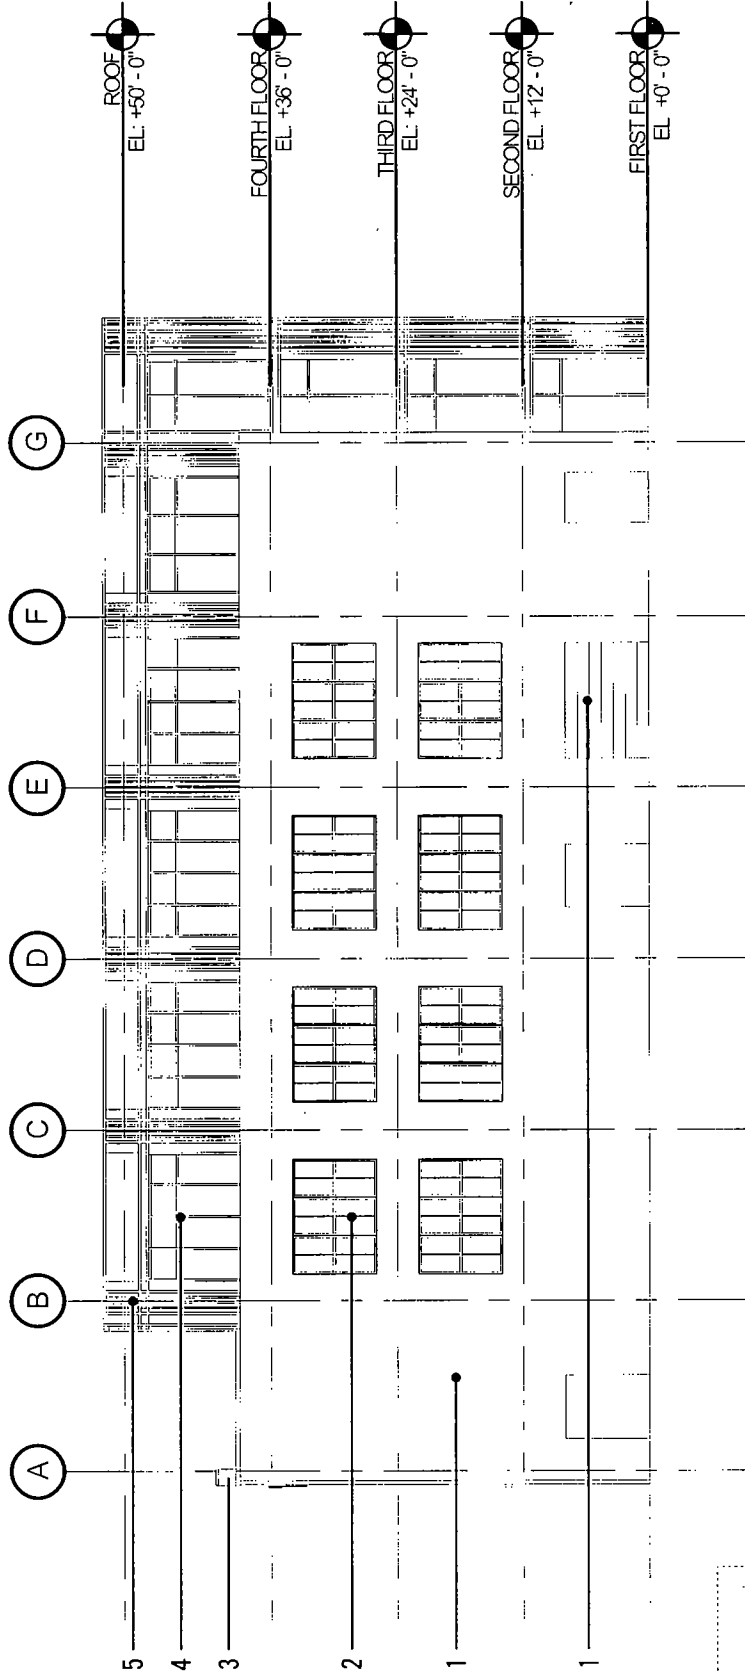 ROOF
EL: +50' - 0"
FOURTH FLOOR
EL: +36' - 0"
THIRD FLOOR
EL: +24' - 0"
SECOND FLOOR
EL. +12' - 0"
FIRST FLOOR
EL +0' - 0"
A
B
C
D
E
F
G
5
4
3
2
1
1